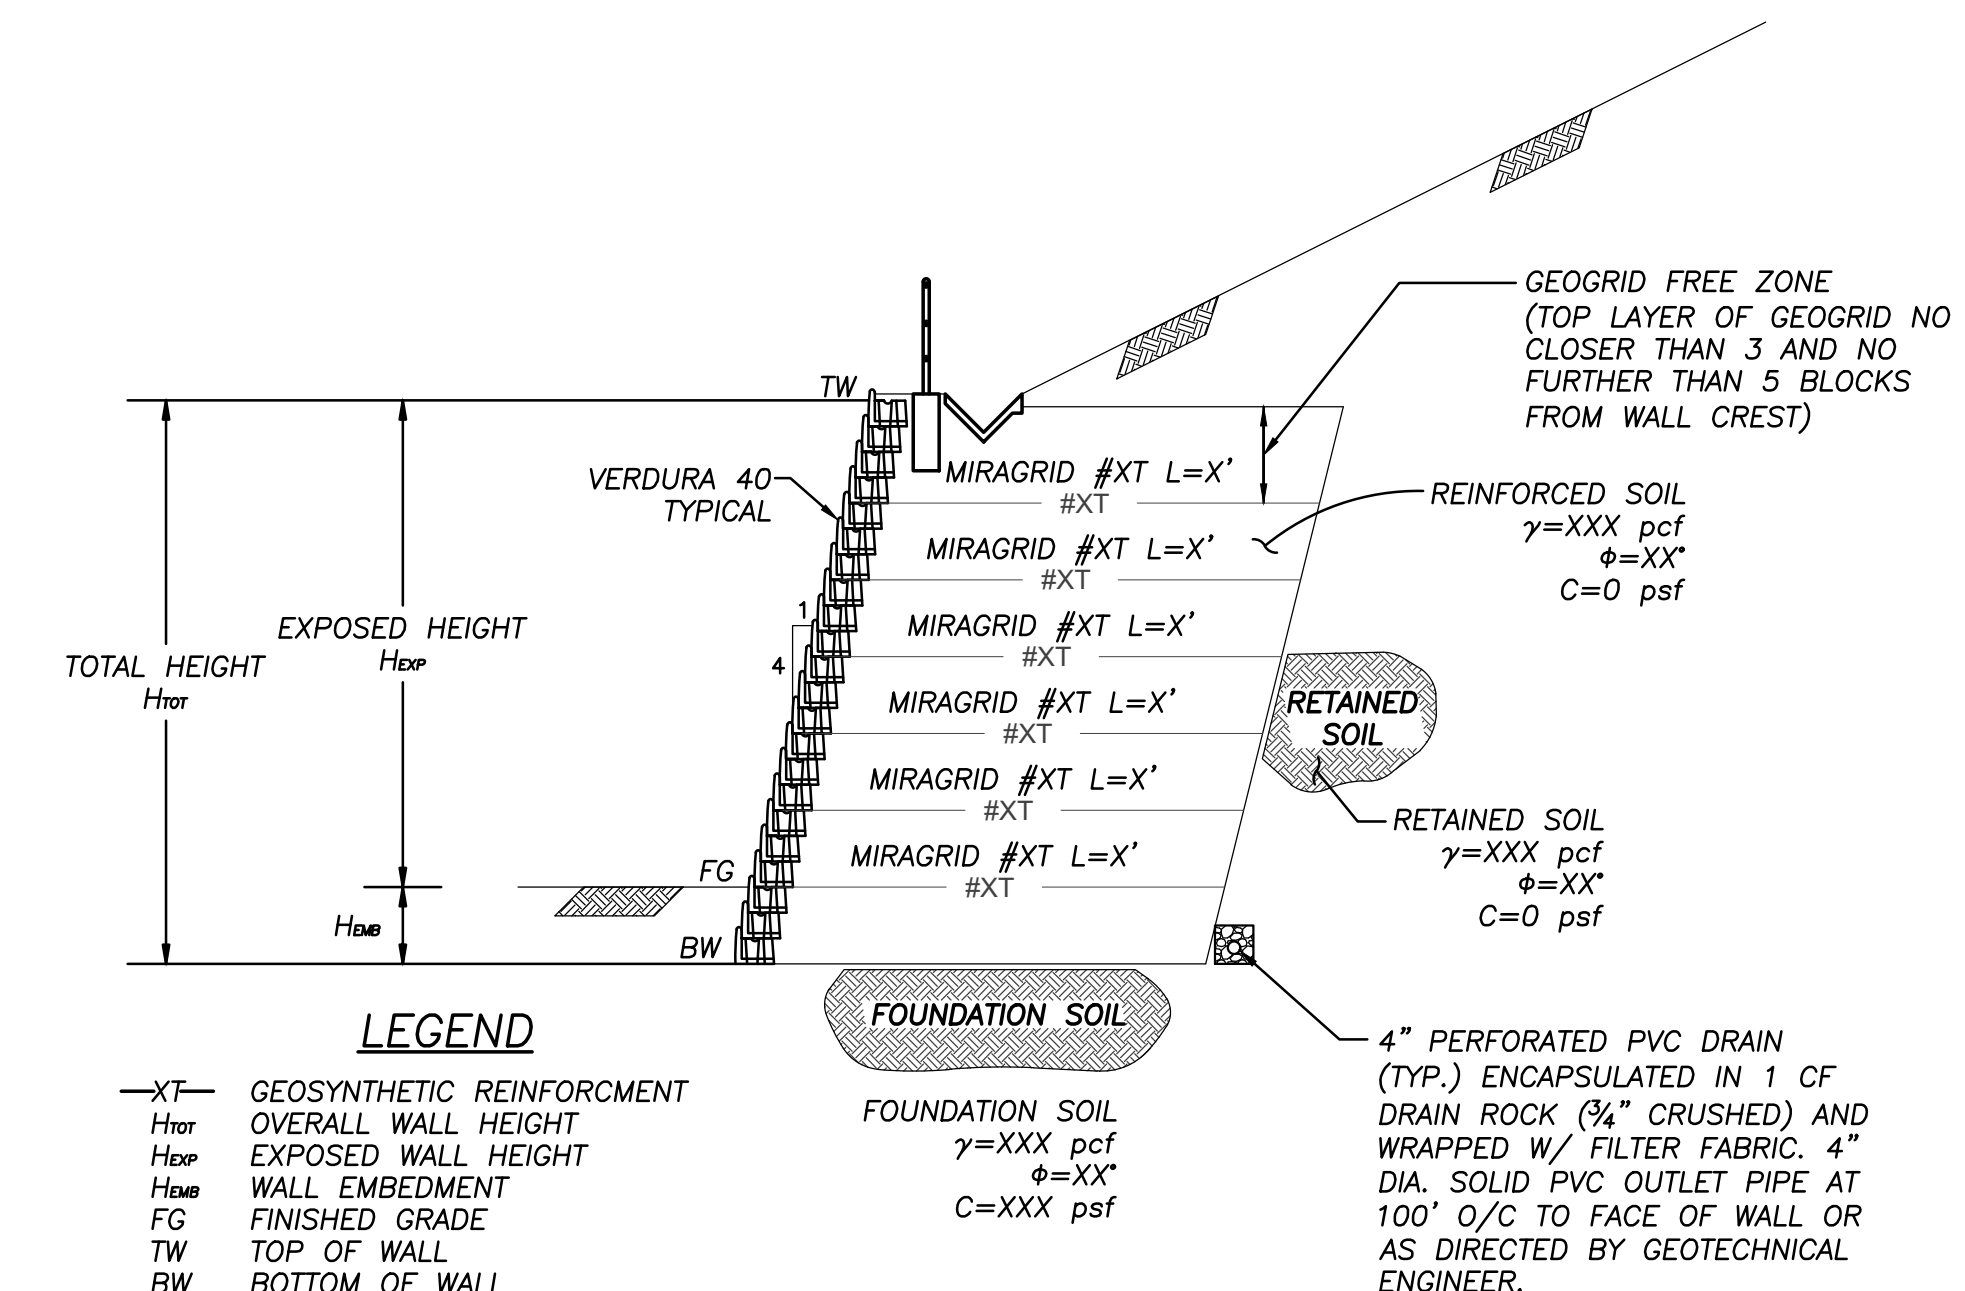 GEOGRID FREE ZONE
(TOP LAYER OF GEOGRID NO
CLOSER THAN 3 AND NO
FURTHER THAN 5 BLOCKS
FROM WALL CREST)
TW
VERDURA 40
TYPICAL
MIRAGRID #XT L=X'
#XT
REINFORCED SOIL
γ=XXX pcf
ϕ=XX°
C=0 psf
MIRAGRID #XT L=X'
#XT
1
4
MIRAGRID #XT L=X'
#XT
EXPOSED HEIGHT
HEXP
TOTAL HEIGHT
HTOT
MIRAGRID #XT L=X'
#XT
RETAINED
SOIL
MIRAGRID #XT L=X'
#XT
RETAINED SOIL
γ=XXX pcf
ϕ=XX°
C=0 psf
MIRAGRID #XT L=X'
#XT
FG
HEMB
BW
FOUNDATION SOIL
FOUNDATION SOIL
γ=XXX pcf
ϕ=XX°
C=XXX psf
4" PERFORATED PVC DRAIN
(TYP.) ENCAPSULATED IN 1 CF
DRAIN ROCK (¾" CRUSHED) AND
WRAPPED W/ FILTER FABRIC. 4"
DIA. SOLID PVC OUTLET PIPE AT
100' O/C TO FACE OF WALL OR
AS DIRECTED BY GEOTECHNICAL
ENGINEER.
LEGEND
XT GEOSYNTHETIC REINFORCMENT
HTOT OVERALL WALL HEIGHT
HEXP EXPOSED WALL HEIGHT
HEMB WALL EMBEDMENT
FG FINISHED GRADE
TW TOP OF WALL
BW BOTTOM OF WALL